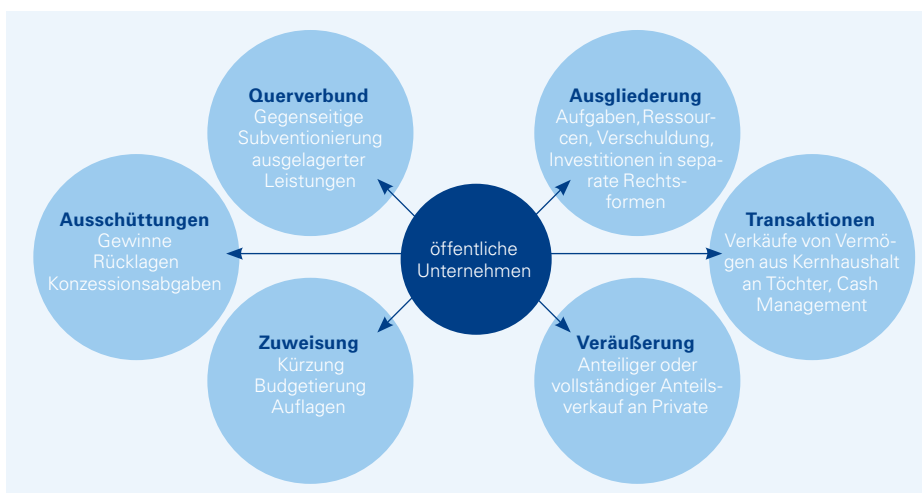 Querverbund
Gegenseitige
Subventionierung
ausgelagerter
Leistungen
Ausgliederung
Aufgaben, Ressour-
cen, Verschuldung,
Investitionen in sepa-
rate Rechts-
formen
Ausschüttungen
Gewinne
Rücklagen
Konzessionsabgaben
öffentliche
Unternehmen
Transaktionen
Verkäufe von Vermö-
gen aus Kernhaushalt
an Töchter, Cash
Management
Zuweisung
Kürzung
Budgetierung
Auflagen
Veräußerung
Anteiliger oder
vollständiger Anteils-
verkauf an Private